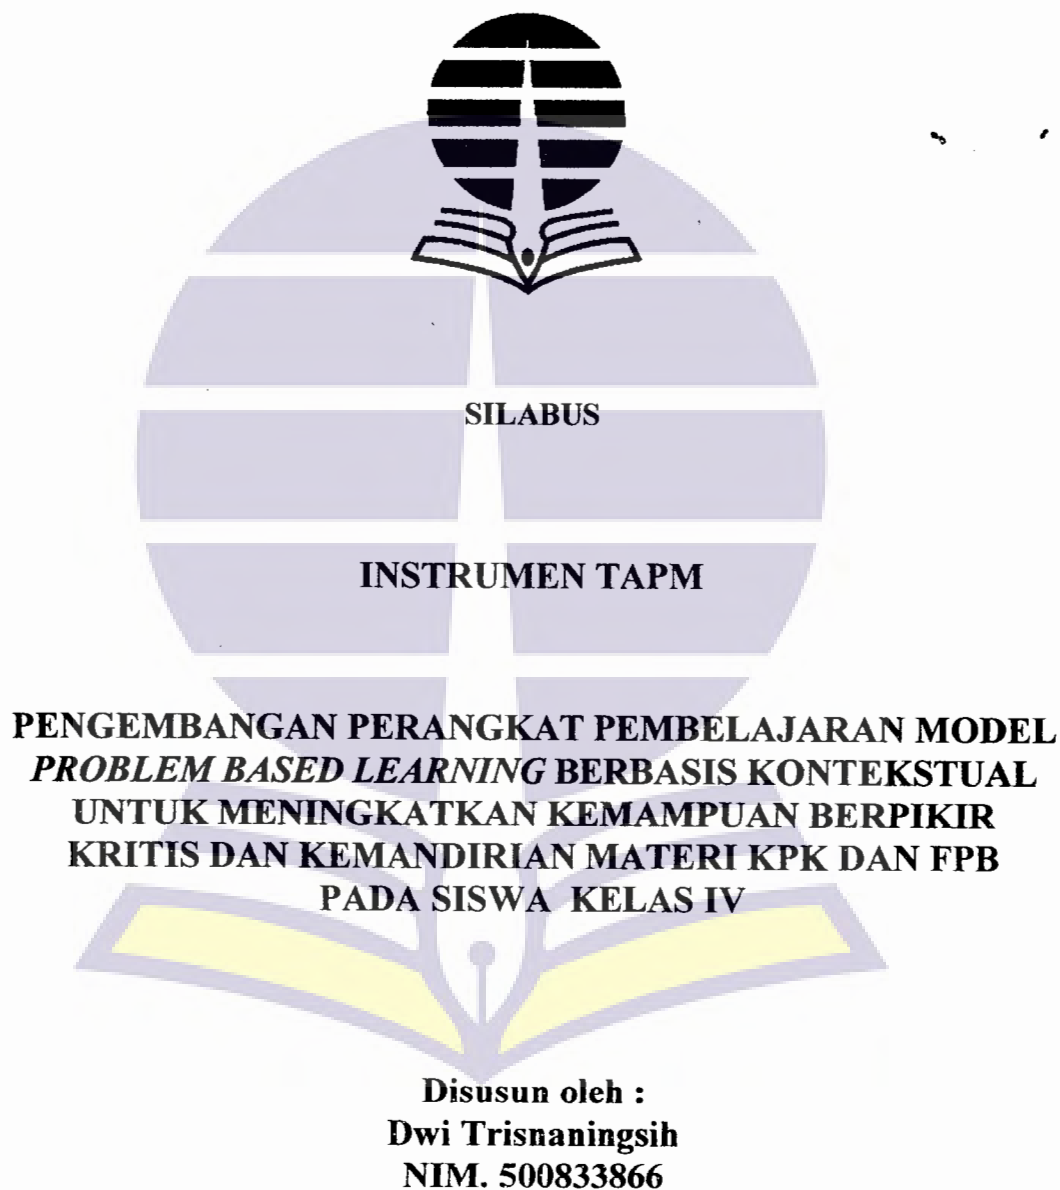 SILABUS
INSTRUMEN TAPM
PENGEMBANGAN PERANGKAT PEMBELAJARAN MODEL
PROBLEM BASED LEARNING BERBASIS KONTEKSTUAL
UNTUK MENINGKATKAN KEMAMPUAN BERPIKIR
KRITIS DAN KEMANDIRIAN MATERI KPK DAN FPB
PADA SISWA KELAS IV
Disusun oleh :
Dwi Trisnaningsih
NIM. 500833866